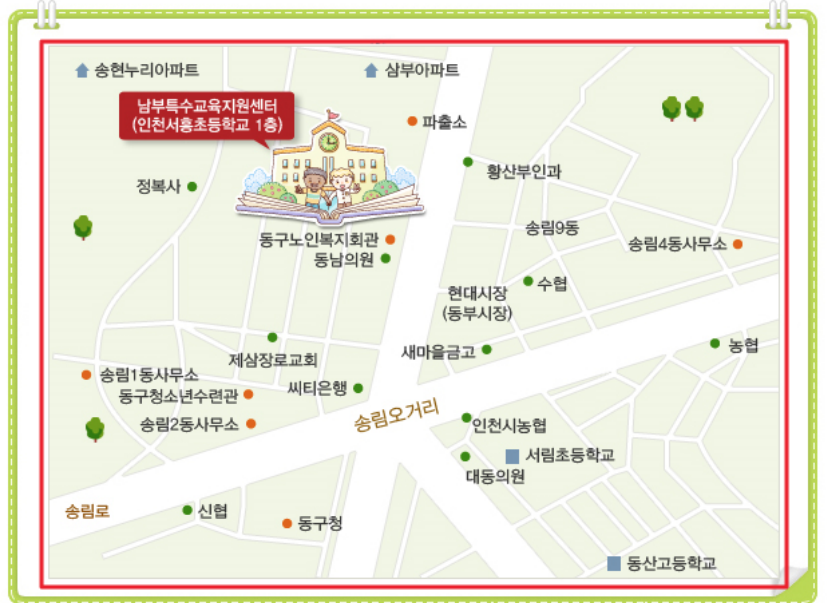 송현누리아파트
삼부아파트
남부특수교육지원센터
(인천서흥초등학교 1층)
파출소
황산부인과
정복사
송림9동
동구노인복지회관
송림4동사무소
동남의원
수협
현대시장
(동부시장)
농협
새마을금고
제삼장로교회
송림1동사무소
씨티은행
동구청소년수련관
송림오거리
송림2동사무소
인천시농협
서림초등학교
대동의원
송림로
신협
동구청
동산고등학교